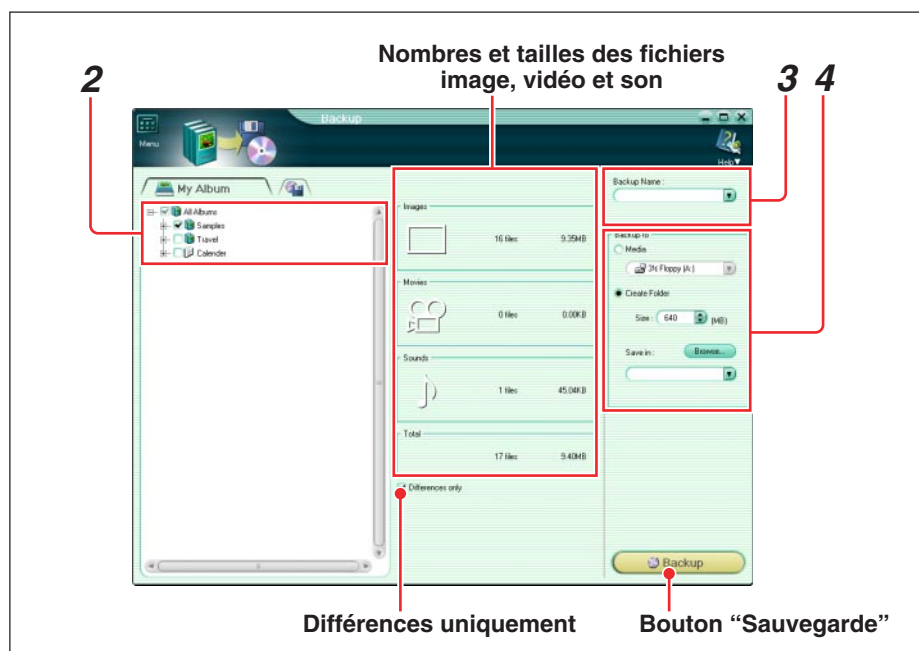 Nombres et tailles des fichiers
image, vidéo et son
2
3 4
Backup
Menu
Help▼
My Album
All Albums
Samples
Travel
Calender
Images
16 files 9.35MB
Movies
0 files 0.00KB
Sounds
1 files 45.04KB
Total
17 files 9.40MB
Differences only
Backup Name :
Backup to
Media
3½ Floppy (A:)
Create Folder
Size : 640 (MB)
Save in : Browse...
Backup
Différences uniquement
Bouton “Sauvegarde”